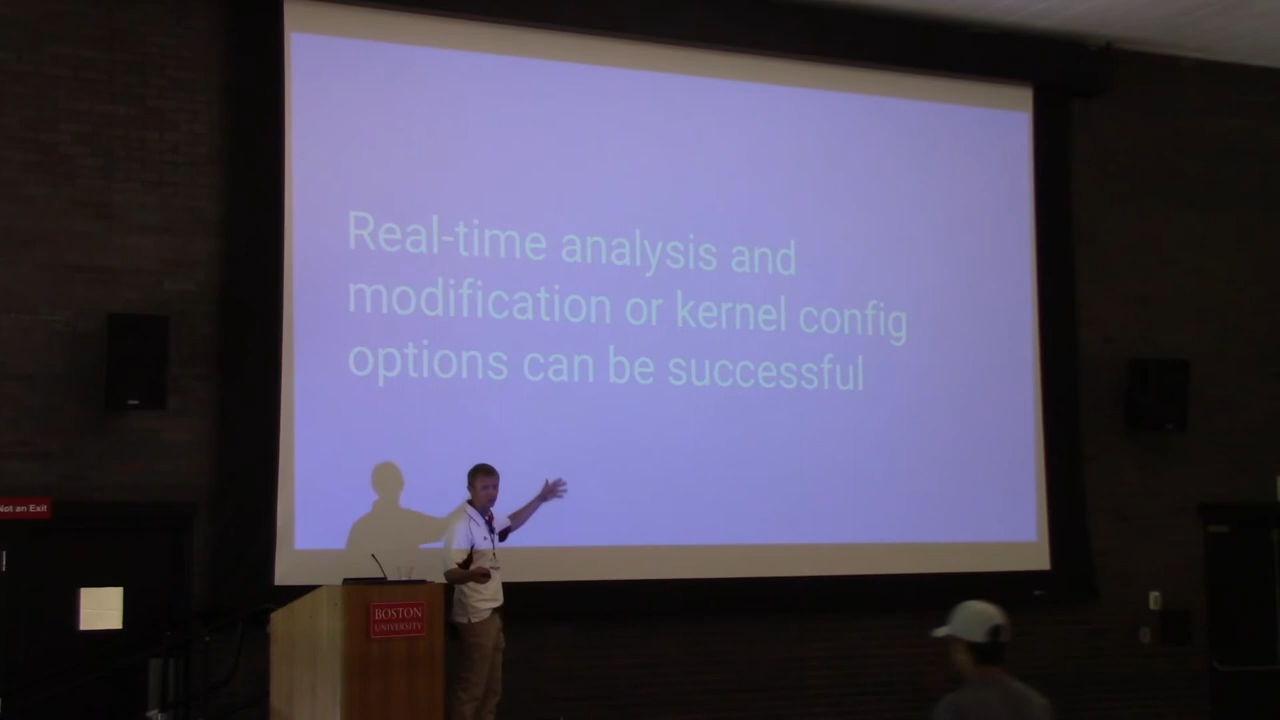 Real-time analysis and
modification or kernel config
options can be successful
Not an Exit
BOSTON
UNIVERSITY